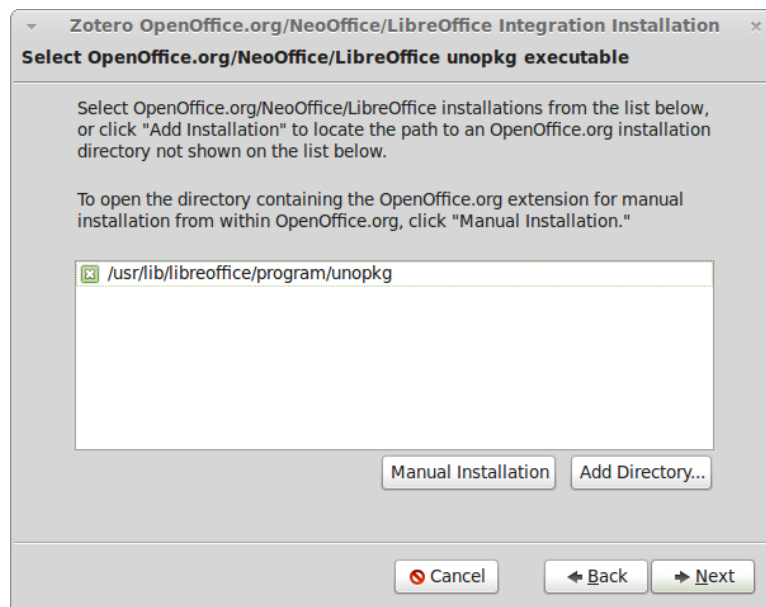 Zotero OpenOffice.org/NeoOffice/LibreOffice Integration Installation
Select OpenOffice.org/NeoOffice/LibreOffice unopkg executable
Select OpenOffice.org/NeoOffice/LibreOffice installations from the list below,
or click "Add Installation" to locate the path to an OpenOffice.org installation
directory not shown on the list below.
To open the directory containing the OpenOffice.org extension for manual
installation from within OpenOffice.org, click "Manual Installation."
/usr/lib/libreoffice/program/unopkg
Manual Installation Add Directory...
Cancel Back Next